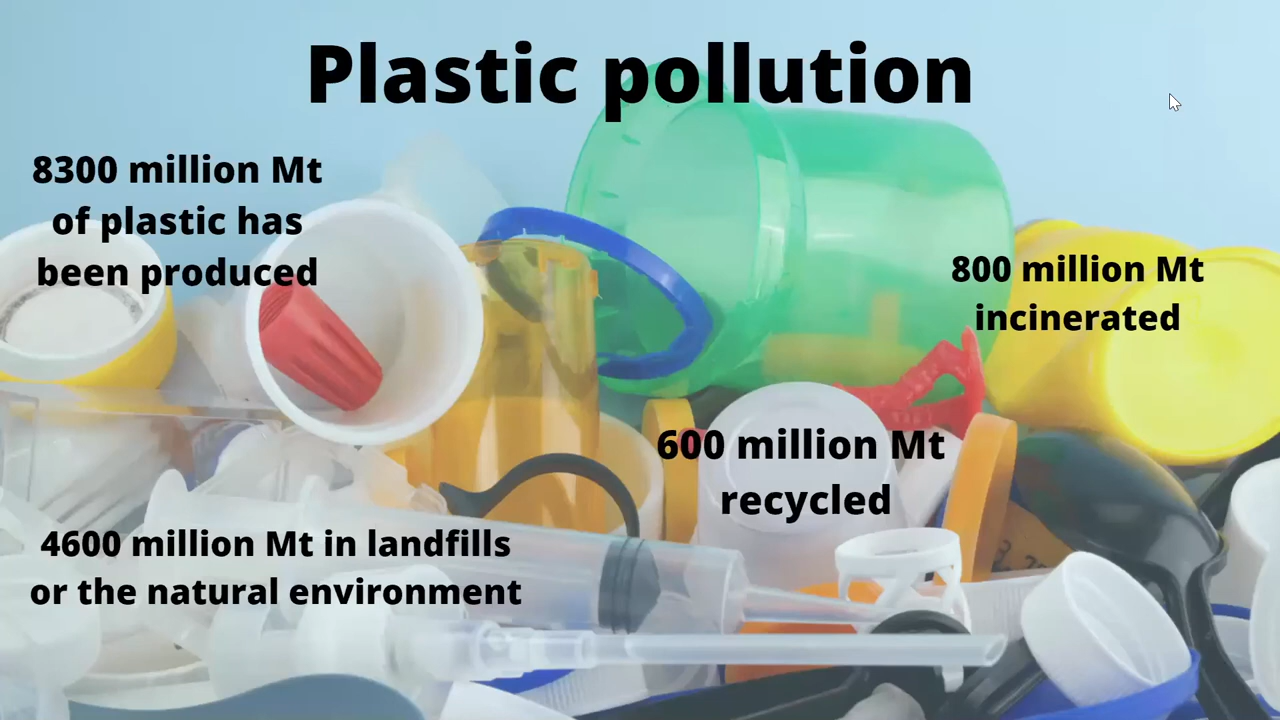 Plastic pollution
8300 million Mt
of plastic has
been produced
800 million Mt
incinerated
600 million Mt
recycled
4600 million Mt in landfills
or the natural environment